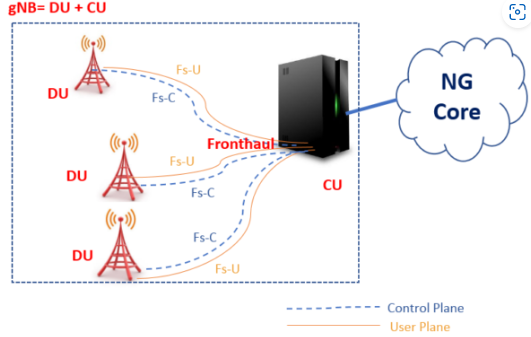 gNB= DU + CU
Fs-U
DU
Fs-C
NG
Core
Fronthaul
Fs-U
DU
Fs-C
CU
Fs-C
DU
Fs-U
Control Plane
User Plane